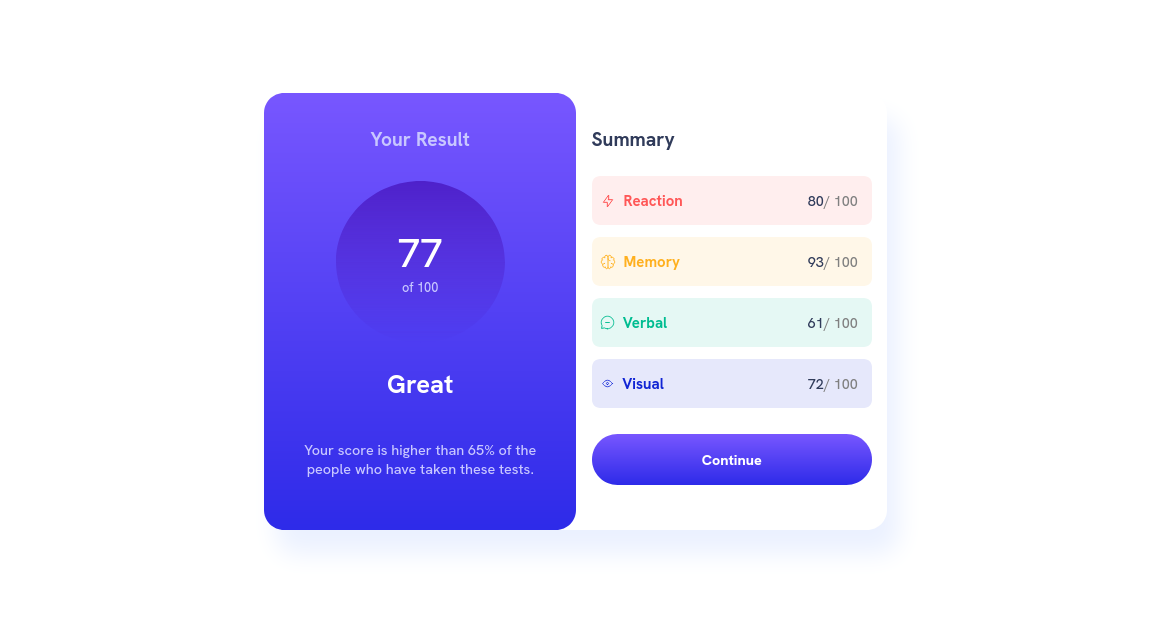 Your Result
77
of 100
Great
Your score is higher than 65% of the
people who have taken these tests.
Summary
Reaction 80/ 100
Memory 93/ 100
Verbal 61/ 100
Visual 72/ 100
Continue